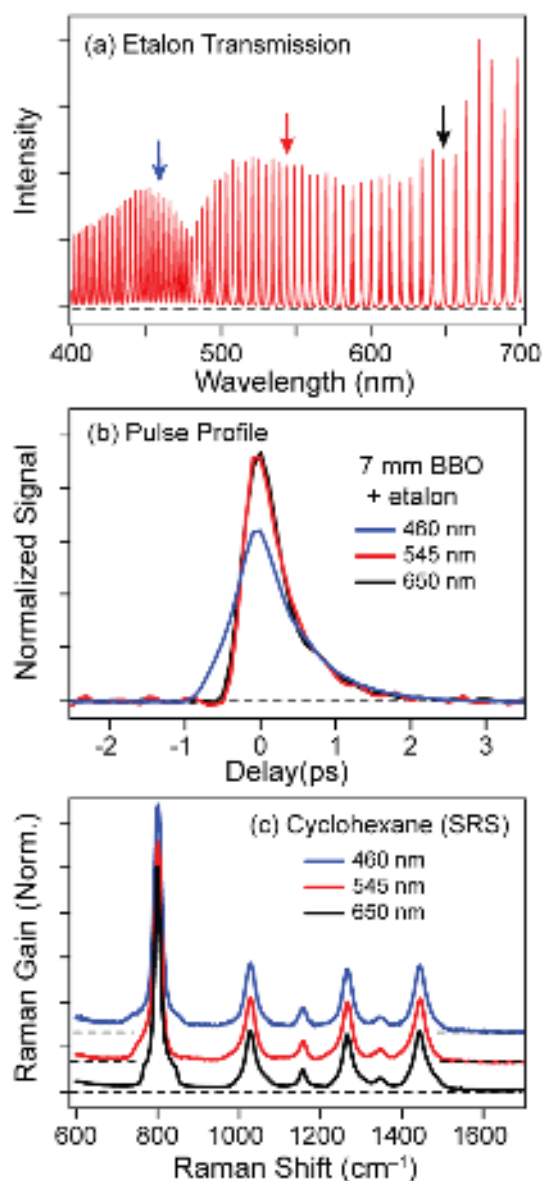 (a) Etalon Transmission
Intensity
400 500 600 700
Wavelength (nm)
(b) Pulse Profile
7 mm BBO
+ etalon
460 nm
545 nm
650 nm
Normalized Signal
-2 -1 0 1 2 3
Delay(ps)
(c) Cyclohexane (SRS)
460 nm
545 nm
650 nm
Raman Gain (Norm.)
600 800 1000 1200 1400 1600
Raman Shift (cm⁻¹)